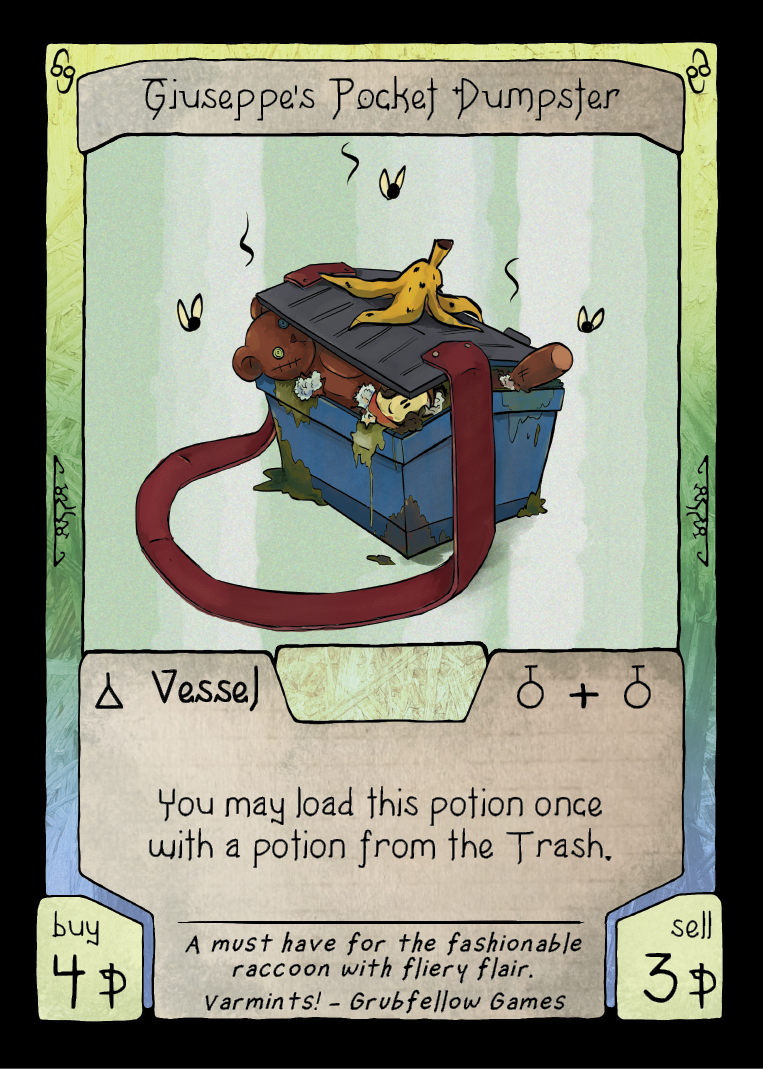 Giuseppe's Pocket Dumpster
Vessel
+
You may load this potion once
with a potion from the Trash.
buy
4
sell
3
A must have for the fashionable
raccoon with fliery flair.
Varmints! - Grubfellow Games